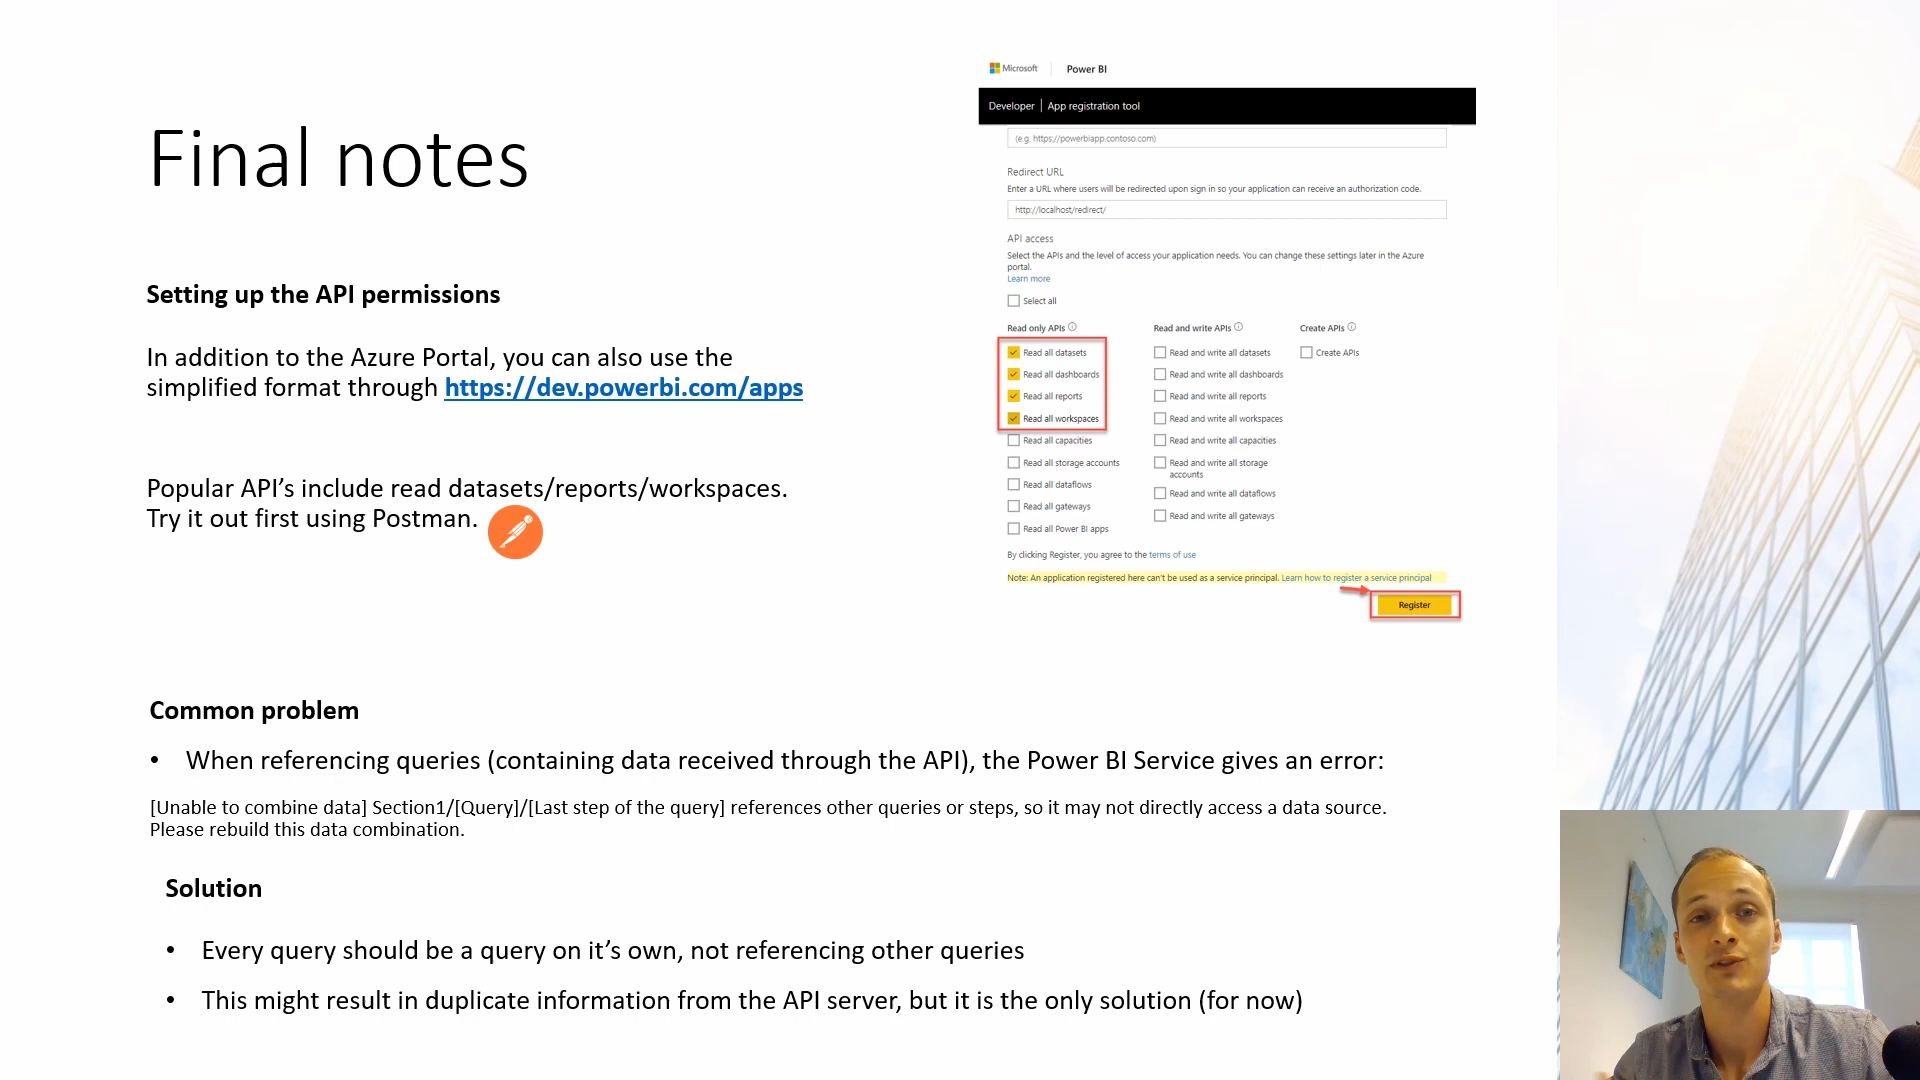 Final notes
Setting up the API permissions
In addition to the Azure Portal, you can also use the
simplified format through https://dev.powerbi.com/apps
Popular API’s include read datasets/reports/workspaces.
Try it out first using Postman.
Microsoft Power BI
Developer | App registration tool
(e.g. https://powerbiapp.contoso.com)
Redirect URL
Enter a URL where users will be redirected upon sign in so your application can receive an authorization code.
http://localhost/redirect/
API access
Select the APIs and the level of access your application needs. You can change these settings later in the Azure
portal.
Learn more
Select all
Read only APIs
Read all datasets
Read all dashboards
Read all reports
Read all workspaces
Read all capacities
Read all storage accounts
Read all dataflows
Read all gateways
Read all Power BI apps
Read and write APIs
Read and write all datasets
Read and write all dashboards
Read and write all reports
Read and write all workspaces
Read and write all capacities
Read and write all storage
accounts
Read and write all dataflows
Read and write all gateways
Create APIs
Create APIs
By clicking Register, you agree to the terms of use
Note: An application registered here can't be used as a service principal. Learn how to register a service principal
Register
Common problem
• When referencing queries (containing data received through the API), the Power BI Service gives an error:
[Unable to combine data] Section1/[Query]/[Last step of the query] references other queries or steps, so it may not directly access a data source.
Please rebuild this data combination.
Solution
• Every query should be a query on it’s own, not referencing other queries
• This might result in duplicate information from the API server, but it is the only solution (for now)